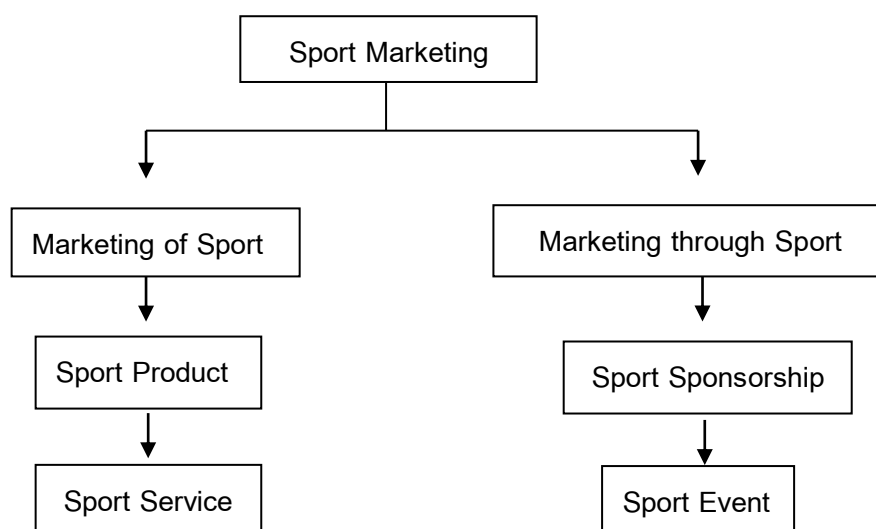 Sport Marketing
Marketing of Sport
Marketing through Sport
Sport Product
Sport Sponsorship
Sport Service
Sport Event